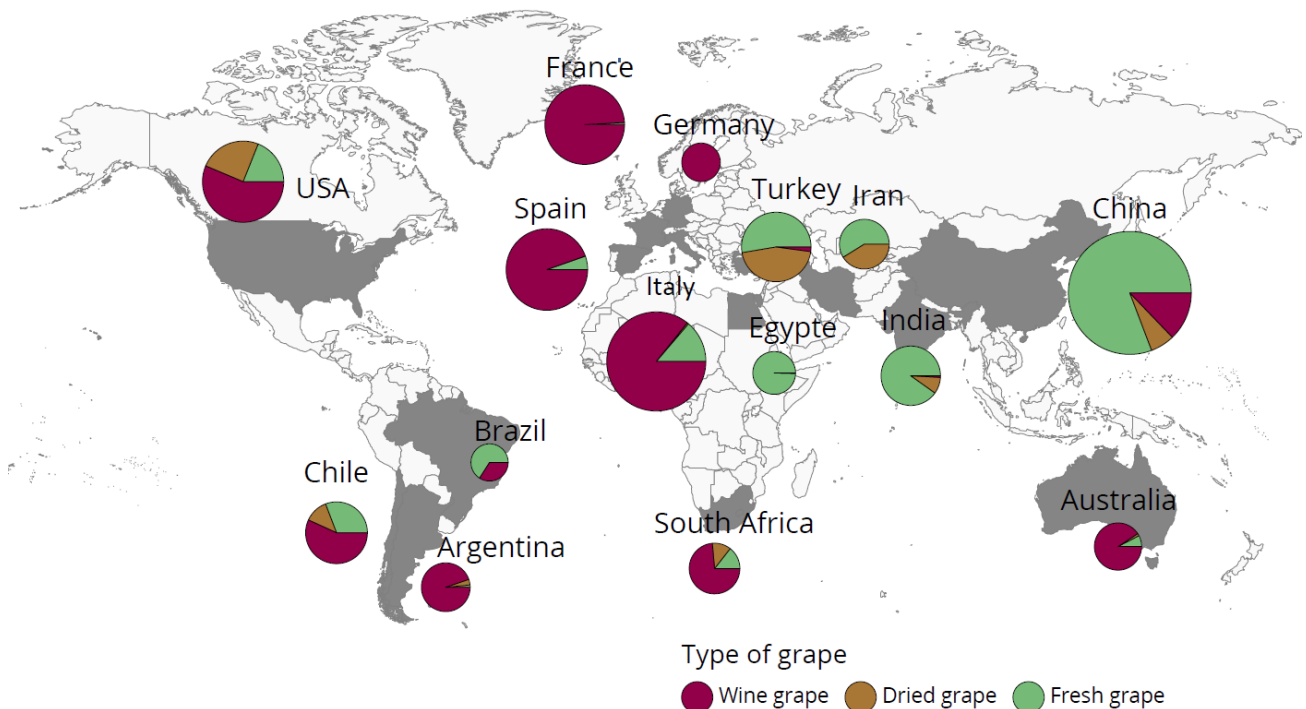 France
Germany
USA
Turkey
Iran
Spain
China
Italy
Egypte
India
Brazil
Chile
Australia
South Africa
Argentina
Type of grape
Wine grape
Dried grape
Fresh grape